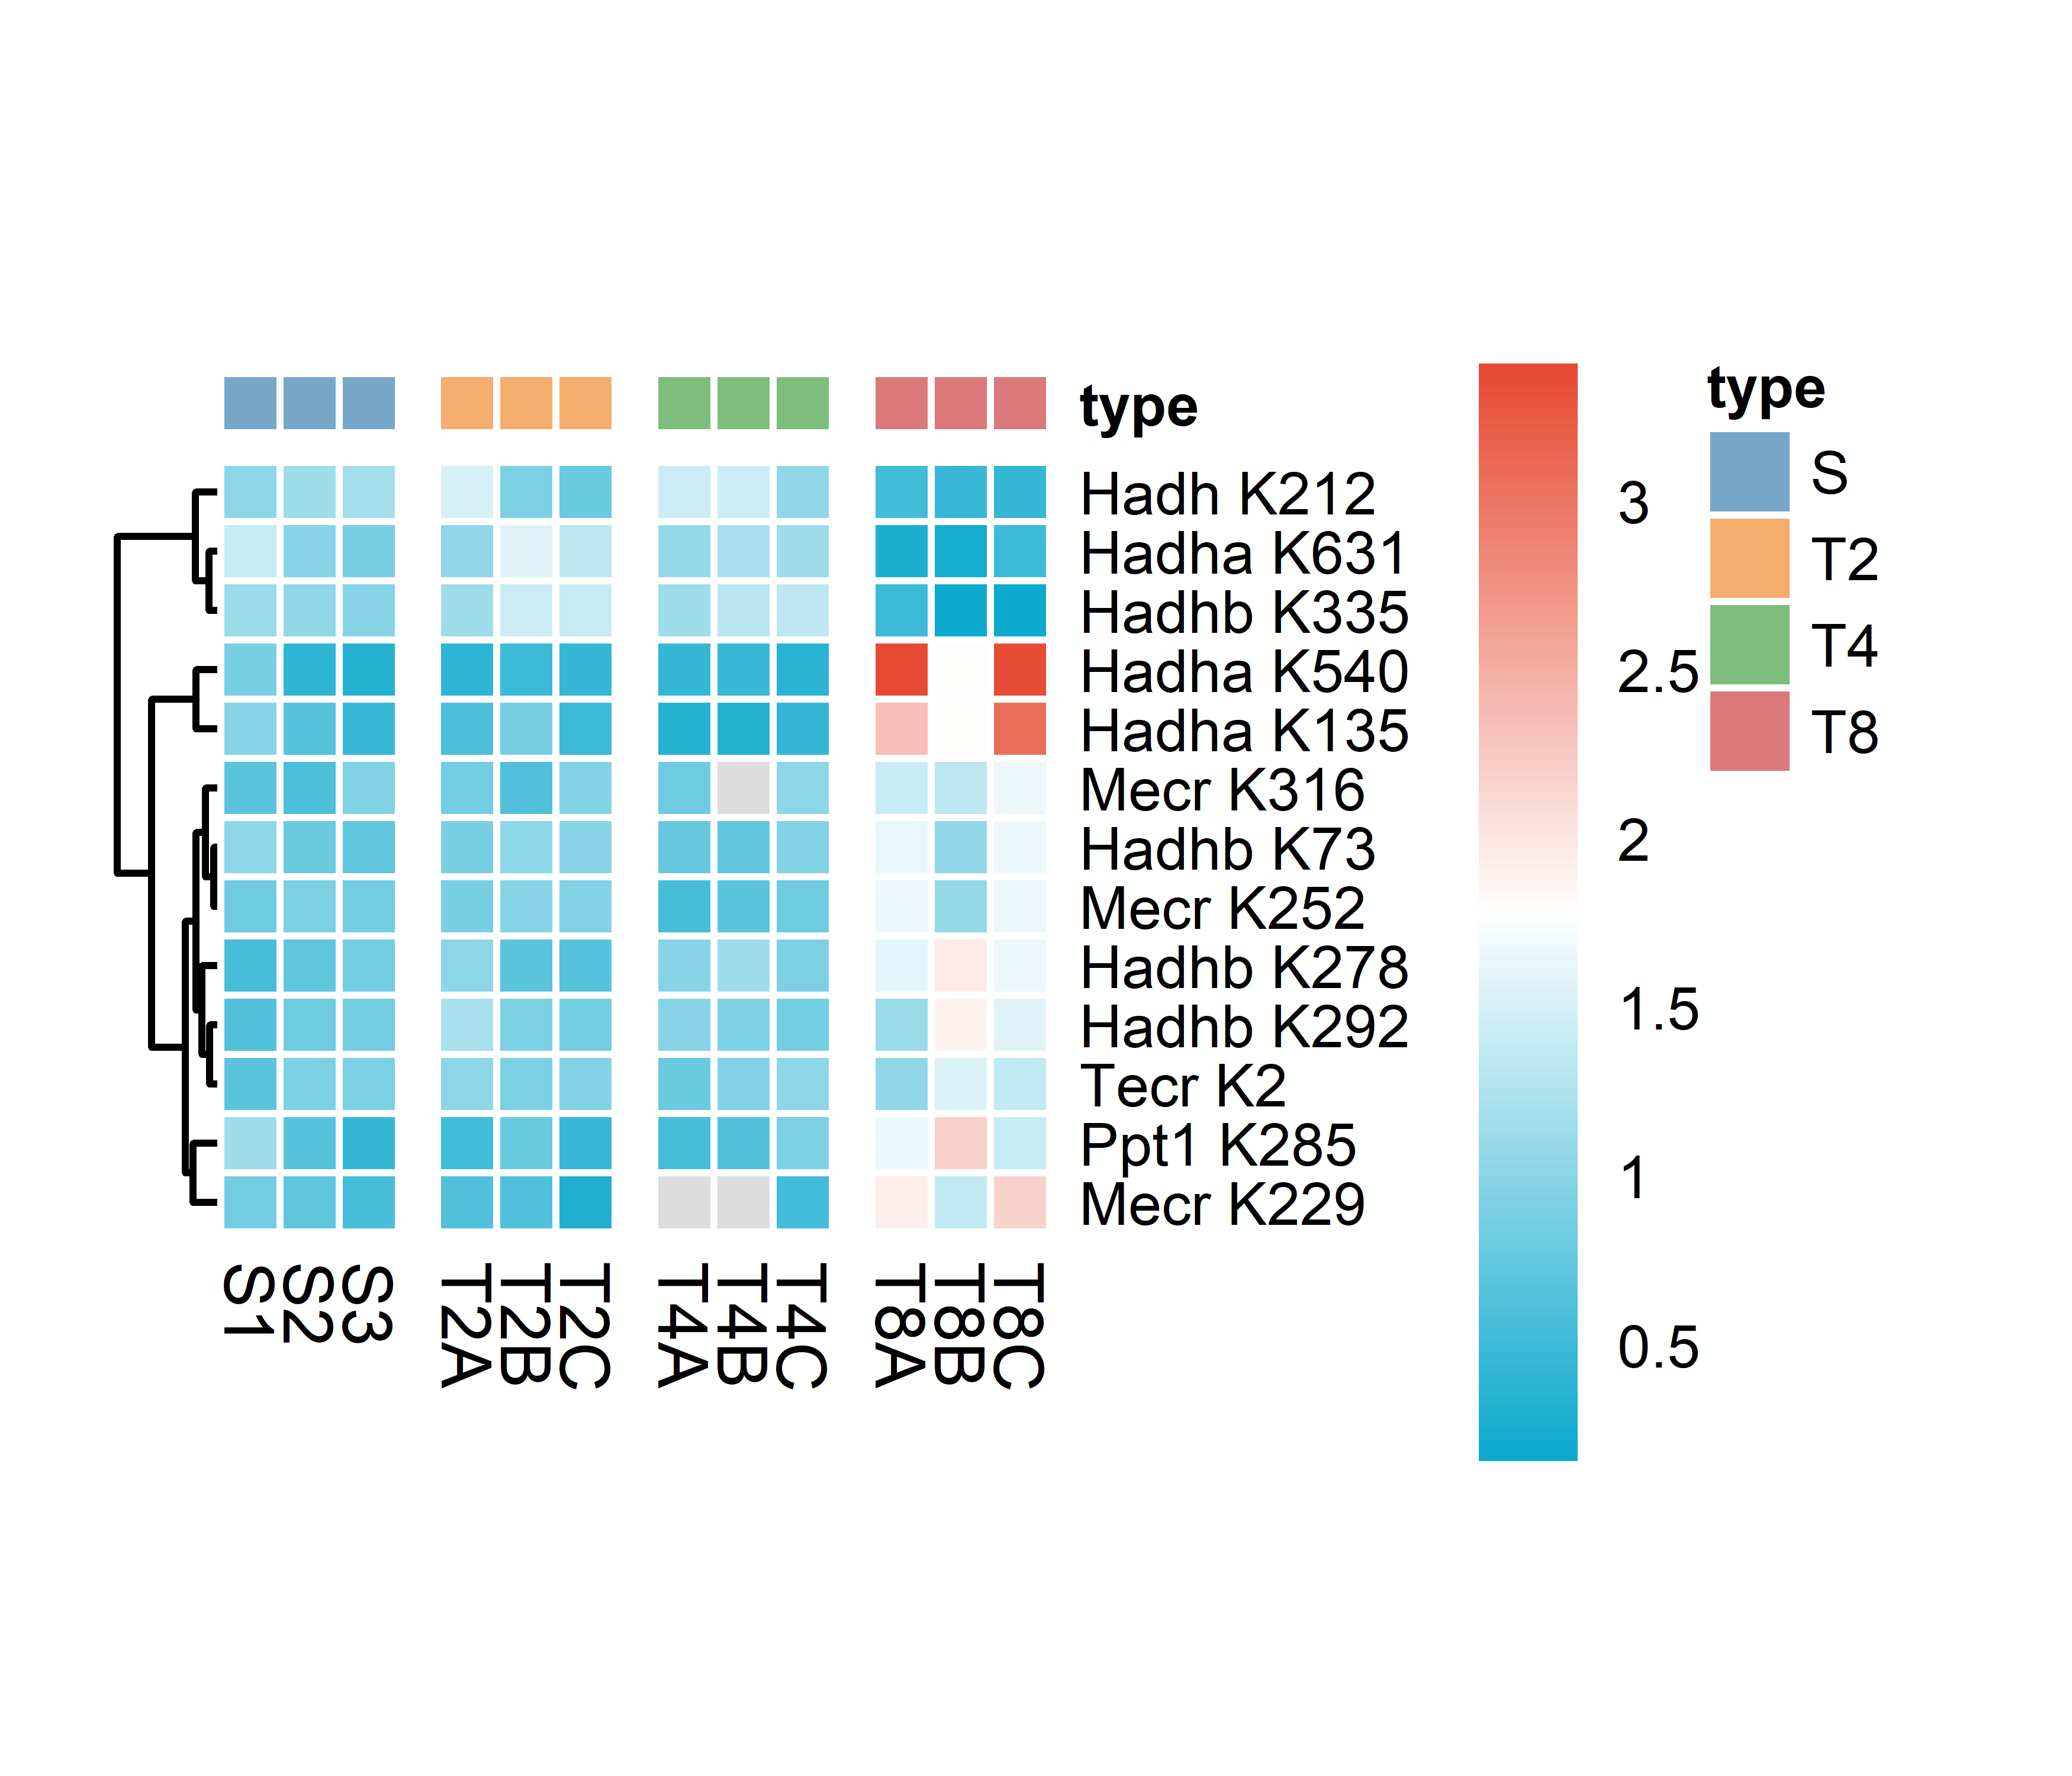 type
Hadh K212
Hadha K631
Hadhb K335
Hadha K540
Hadha K135
Mecr K316
Hadhb K73
Mecr K252
Hadhb K278
Hadhb K292
Tecr K2
Ppt1 K285
Mecr K229
S1
S2
S3
T2A
T2B
T2C
T4A
T4B
T4C
T8A
T8B
T8C
3
2.5
2
1.5
1
0.5
type
S
T2
T4
T8